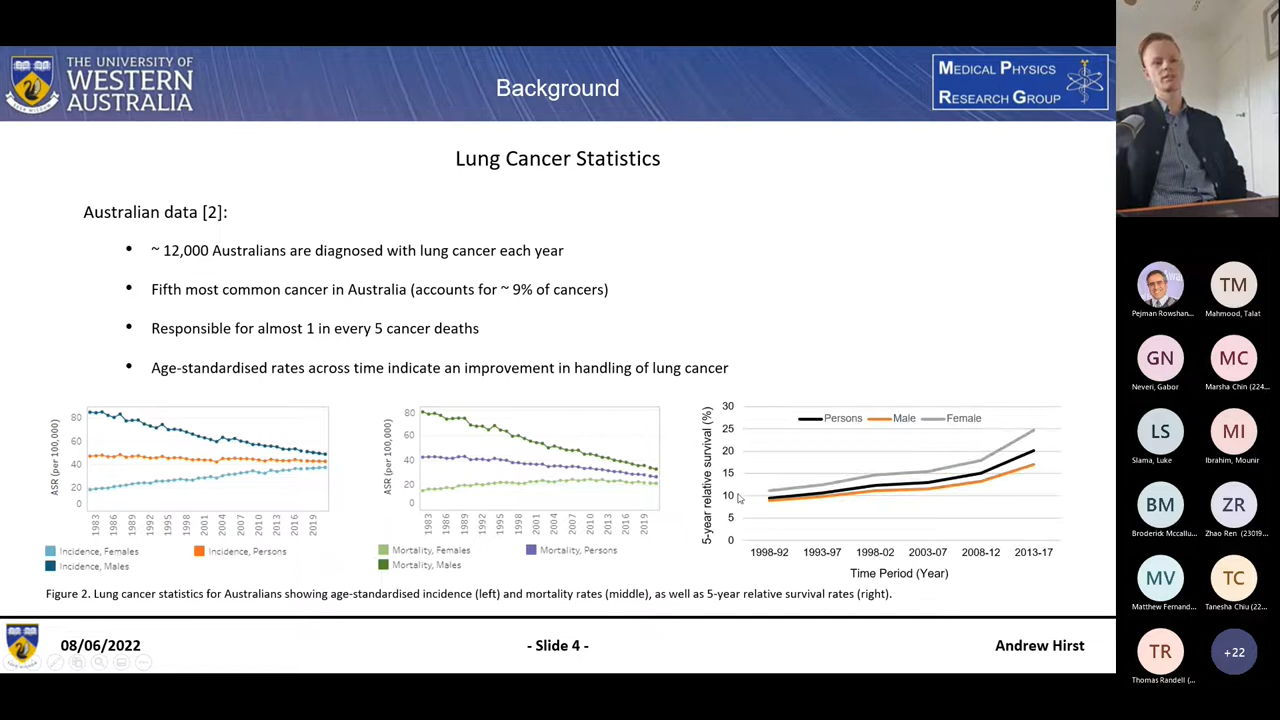 THE UNIVERSITY OF
WESTERN
AUSTRALIA
Background
MEDICAL PHYSICS
RESEARCH GROUP
Lung Cancer Statistics
Australian data [2]:
• ~ 12,000 Australians are diagnosed with lung cancer each year
• Fifth most common cancer in Australia (accounts for ~ 9% of cancers)
• Responsible for almost 1 in every 5 cancer deaths
• Age-standardised rates across time indicate an improvement in handling of lung cancer
ASR (per 100,000)
80
60
40
20
0
1983 1986 1989 1992 1995 1998 2001 2004 2007 2010 2013 2016 2019
Incidence, Females
Incidence, Persons
Incidence, Males
ASR (per 100,000)
80
60
40
20
0
1983 1986 1989 1992 1995 1998 2001 2004 2007 2010 2013 2016 2019
Mortality, Females
Mortality, Persons
Mortality, Males
5-year relative survival (%)
30
25
20
15
10
5
0
Persons Male Female
1998-92 1993-97 1998-02 2003-07 2008-12 2013-17
Time Period (Year)
Figure 2. Lung cancer statistics for Australians showing age-standardised incidence (left) and mortality rates (middle), as well as 5-year relative survival rates (right).
08/06/2022
- Slide 4 -
Andrew Hirst
Pejman Rowshan...
TM
Mahmood, Talat
GN
Neveri, Gabor
MC
Marsha Chin (224...
LS
Slama, Luke
MI
Ibrahim, Mounir
BM
Broderick Mccallu...
ZR
Zhao Ren (23019...
MV
Matthew Fernand...
TC
Tanesha Chiu (22...
TR
Thomas Randell (...
+22